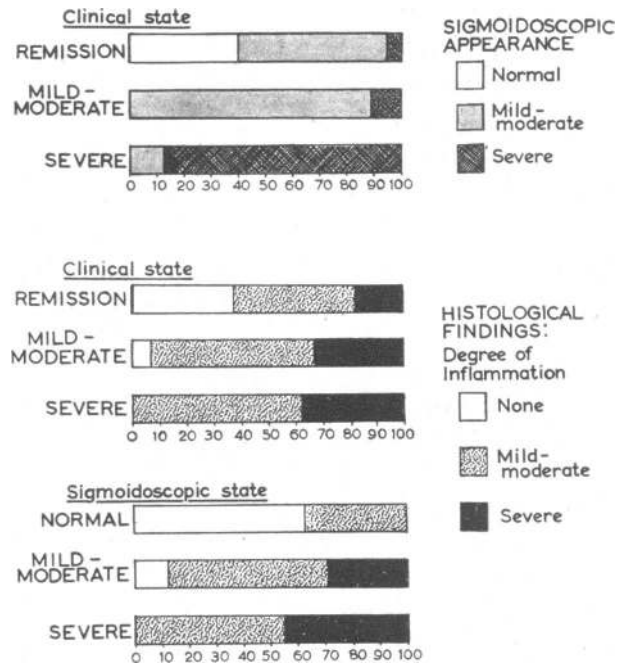 Clinical state
REMISSION
MILD-
MODERATE
SEVERE
0 10 20 30 40 50 60 70 80 90 100
SIGMOIDOSCOPIC
APPEARANCE
Normal
Mild-
moderate
Severe
Clinical state
REMISSION
MILD-
MODERATE
SEVERE
0 10 20 30 40 50 60 70 80 90 100
Sigmoidoscopic state
NORMAL
MILD-
MODERATE
SEVERE
0 10 20 30 40 50 60 70 80 90 100
HISTOLOGICAL
FINDINGS:
Degree of
Inflammation
None
Mild-
moderate
Severe